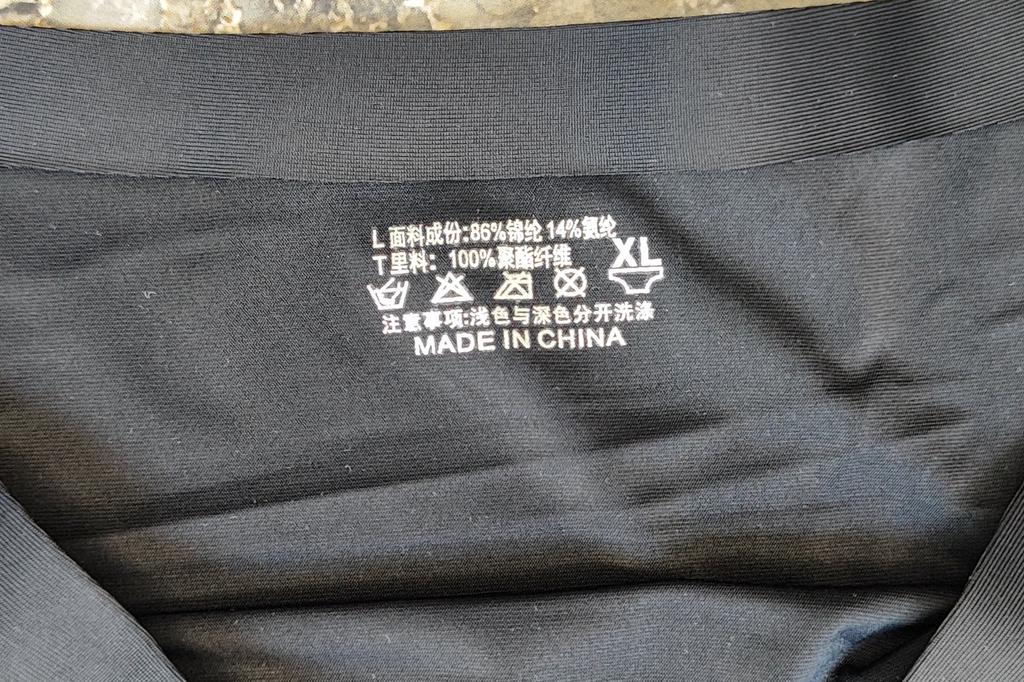 L 面料成份:86%锦纶 14%氨纶
T 里料: 100%聚酯纤维
XL
注意事项:浅色与深色分开洗涤
MADE IN CHINA